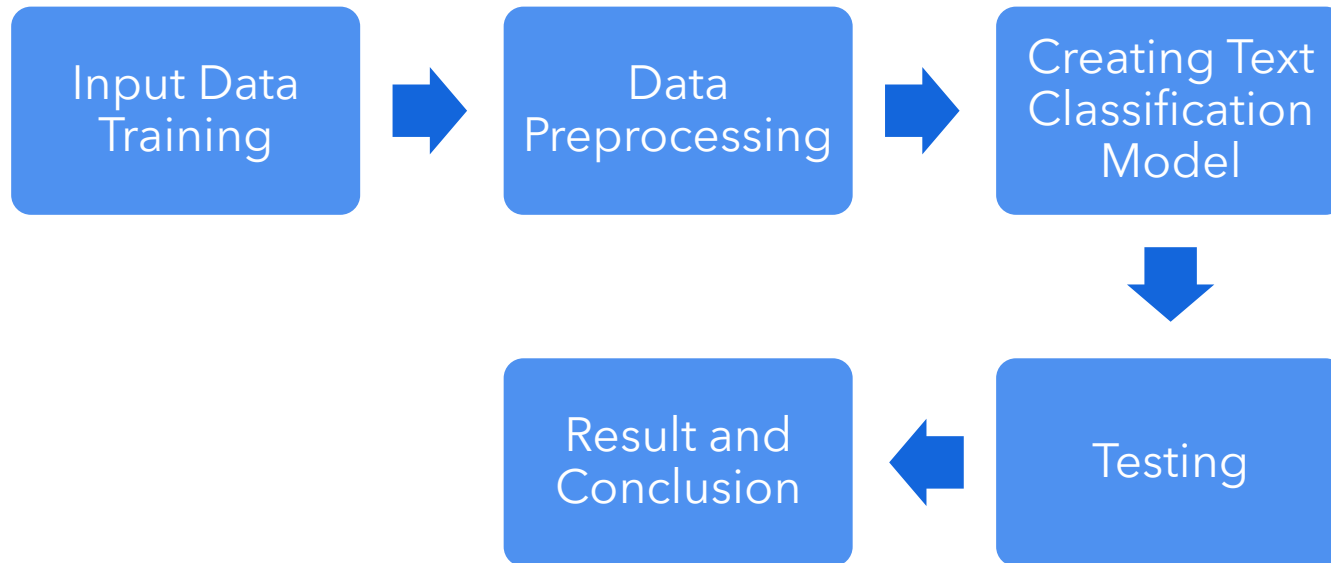 Input Data
Training
Data
Preprocessing
Creating Text
Classification
Model
Testing
Result and
Conclusion